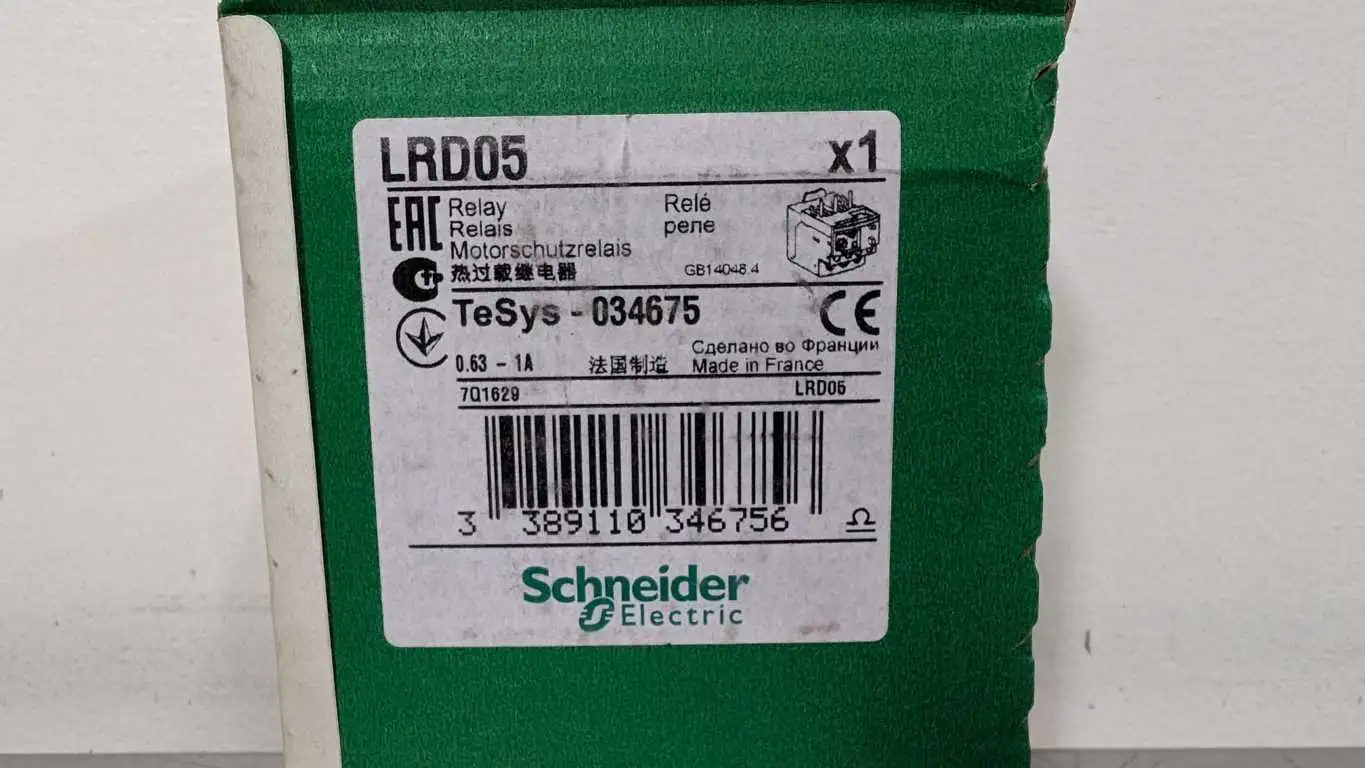 LRD05 x1
EAC Relay Relé
Relais реле
Motorschutzrelais
热过载继电器 GB14048.4
TeSys - 034675 CE
Сделано во Франции
0.63 - 1A 法国制造 Made in France
7Q1629 LRD05
3 389110 346756
Schneider
Electric